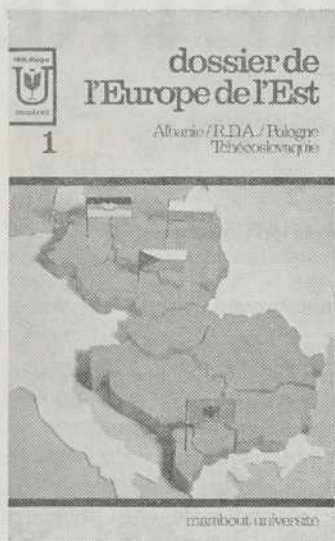 dossier de
l'Europe de l'Est
Albanie / R.D.A. / Pologne
Tchécoslovaquie
1
marabout université